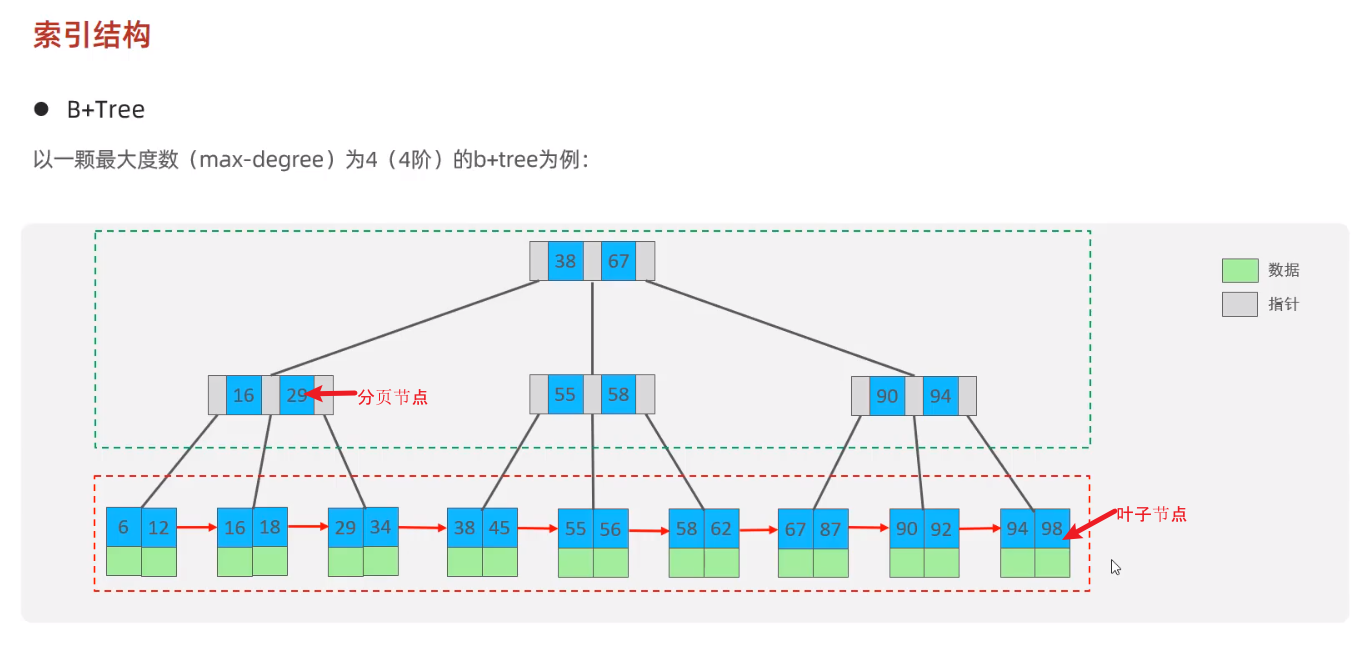 索引结构
● B+Tree
以一颗最大度数（max-degree）为4（4阶）的b+tree为例：
38 67
数据
指针
16 29
分页节点
55 58
90 94
6 12
16 18
29 34
38 45
55 56
58 62
67 87
90 92
94 98
叶子节点